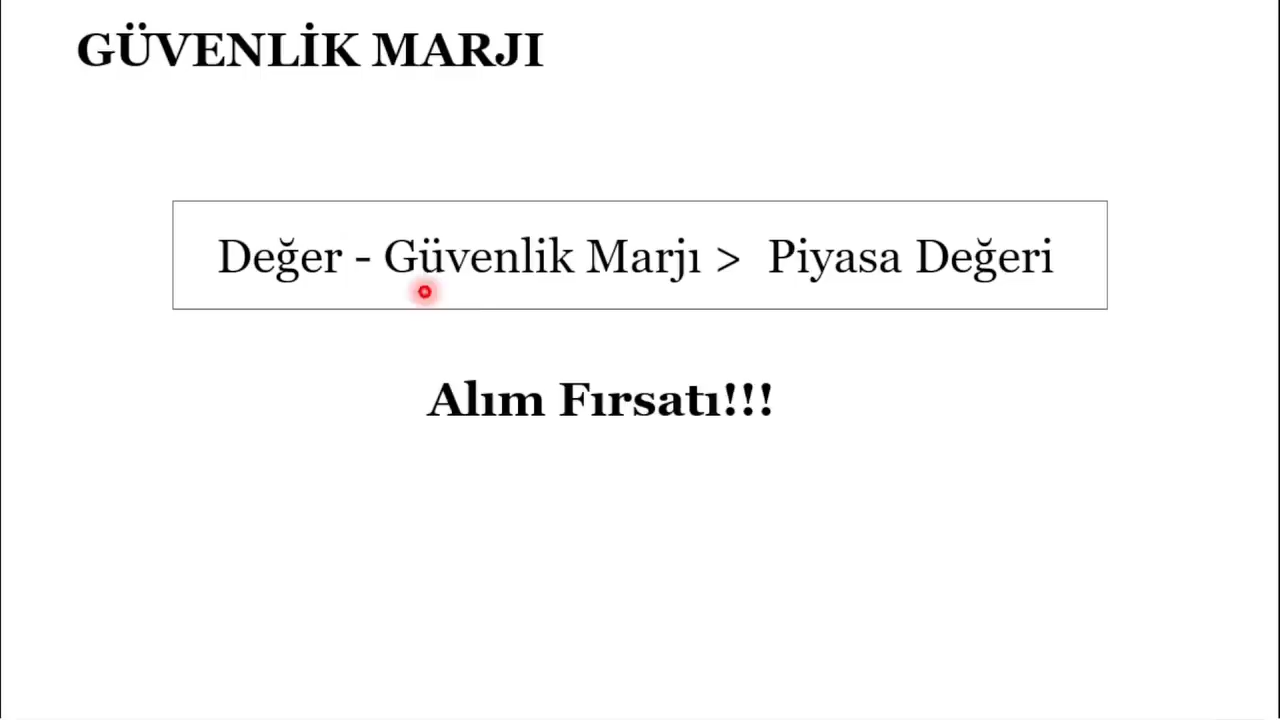 GÜVENLİK MARJI
Değer - Güvenlik Marjı > Piyasa Değeri
Alım Fırsatı!!!